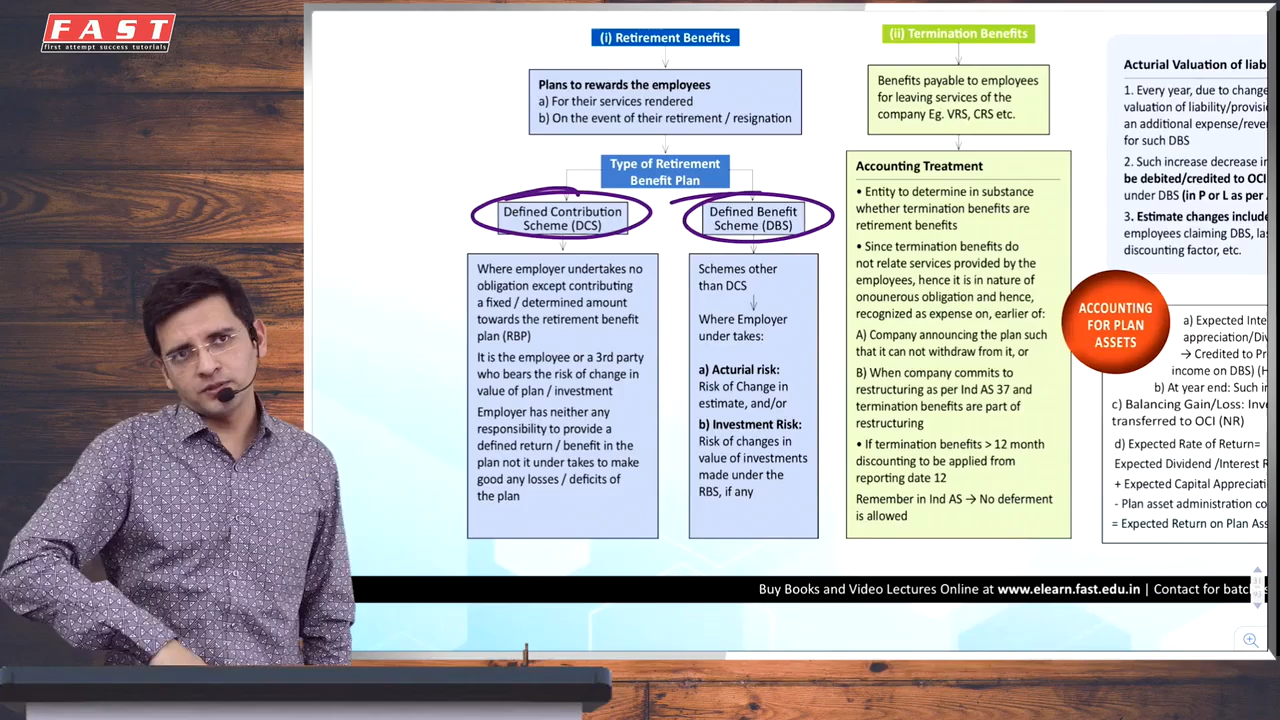 FAST
first attempt success tutorials
(i) Retirement Benefits
Plans to rewards the employees
a) For their services rendered
b) On the event of their retirement / resignation
Type of Retirement
Benefit Plan
Defined Contribution
Scheme (DCS)
Where employer undertakes no
obligation except contributing
a fixed / determined amount
towards the retirement benefit
plan (RBP)
It is the employee or a 3rd party
who bears the risk of change in
value of plan / investment
Employer has neither any
responsibility to provide a
defined return / benefit in the
plan not it under takes to make
good any losses / deficits of
the plan
Defined Benefit
Scheme (DBS)
Schemes other
than DCS
Where Employer
under takes:
a) Acturial risk:
Risk of Change in
estimate, and/or
b) Investment Risk:
Risk of changes in
value of investments
made under the
RBS, if any
(ii) Termination Benefits
Benefits payable to employees
for leaving services of the
company Eg. VRS, CRS etc.
Accounting Treatment
• Entity to determine in substance
whether termination benefits are
retirement benefits
• Since termination benefits do
not relate services provided by the
employees, hence it is in nature of
onounerous obligation and hence,
recognized as expense on, earlier of:
A) Company announcing the plan such
that it can not withdraw from it, or
B) When company commits to
restructuring as per Ind AS 37 and
termination benefits are part of
restructuring
• If termination benefits > 12 month
discounting to be applied from
reporting date 12
Remember in Ind AS → No deferment
is allowed
Acturial Valuation of
1. Every year, due to
valuation of
an additional
for such DBS
2. Such increase decrease
be debited/credited to OCI
under DBS (in P or L as per
3. Estimate changes
employees claiming DBS,
discounting factor, etc.
ACCOUNTING
FOR PLAN
ASSETS
a) Expected
→ Credited to
income on DBS)
b) At year end: Such
c) Balancing Gain/Loss:
transferred to OCI (NR)
d) Expected Rate of Return=
Expected Dividend /Interest
+ Expected Capital
- Plan asset administration
= Expected Return on Plan
Buy Books and Video Lectures Online at www.elearn.fast.edu.in | Contact for